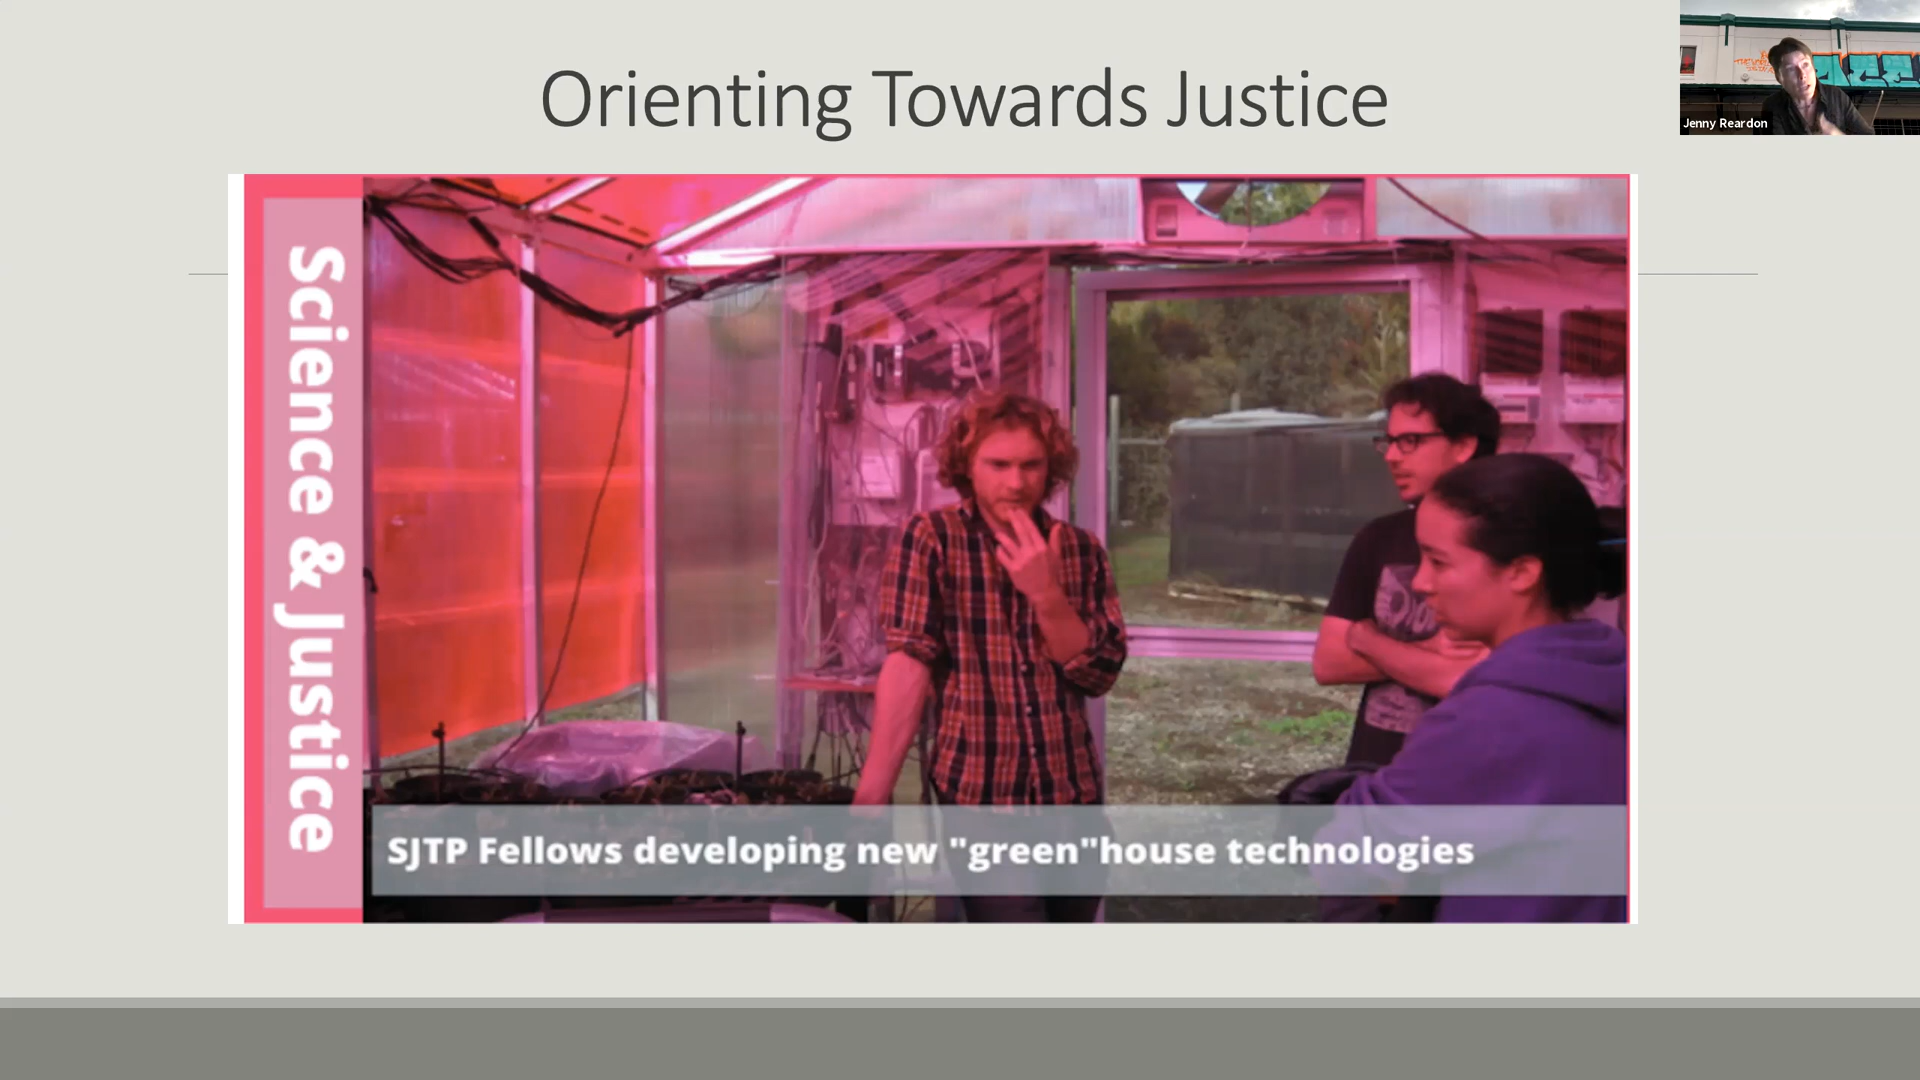 Orienting Towards Justice
Jenny Reardon
Science & Justice
SJTP Fellows developing new "green"house technologies